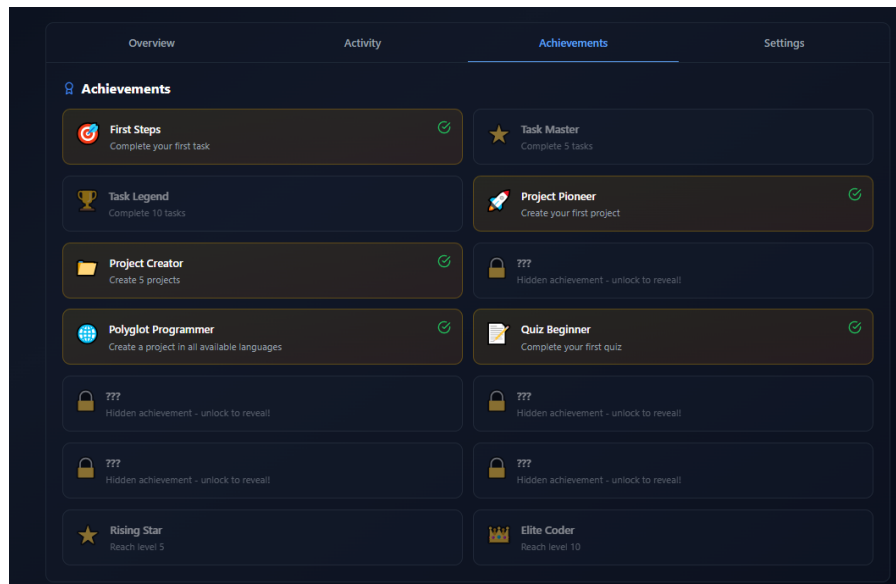 Overview
Activity
Achievements
Settings
Achievements
First Steps
Complete your first task
Task Master
Complete 5 tasks
Task Legend
Complete 10 tasks
Project Pioneer
Create your first project
Project Creator
Create 5 projects
???
Hidden achievement - unlock to reveal!
Polyglot Programmer
Create a project in all available languages
Quiz Beginner
Complete your first quiz
???
Hidden achievement - unlock to reveal!
???
Hidden achievement - unlock to reveal!
???
Hidden achievement - unlock to reveal!
???
Hidden achievement - unlock to reveal!
Rising Star
Reach level 5
Elite Coder
Reach level 10